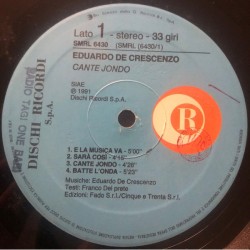 Lato 1 - stereo - 33 giri
SMRL 6430 (SMRL (6430/1)
EDUARDO DE CRESCENZO
CANTE JONDO
SIAE
℗ 1991
Dischi Ricordi S.p.A.
DISCHI RICORDI
S.p.A.
R
1 - E LA MUSICA VA - 5'00"
2 - SARÀ COSÌ - 4'15"
3 - CANTE JONDO - 4'26"
4 - BATTE L'ONDA - 5'23"
Musiche: Eduardo De Crescenzo
Testi: Franco Del Prete
Edizioni: Fado S.r.l./Cinque e Trenta S.r.l.